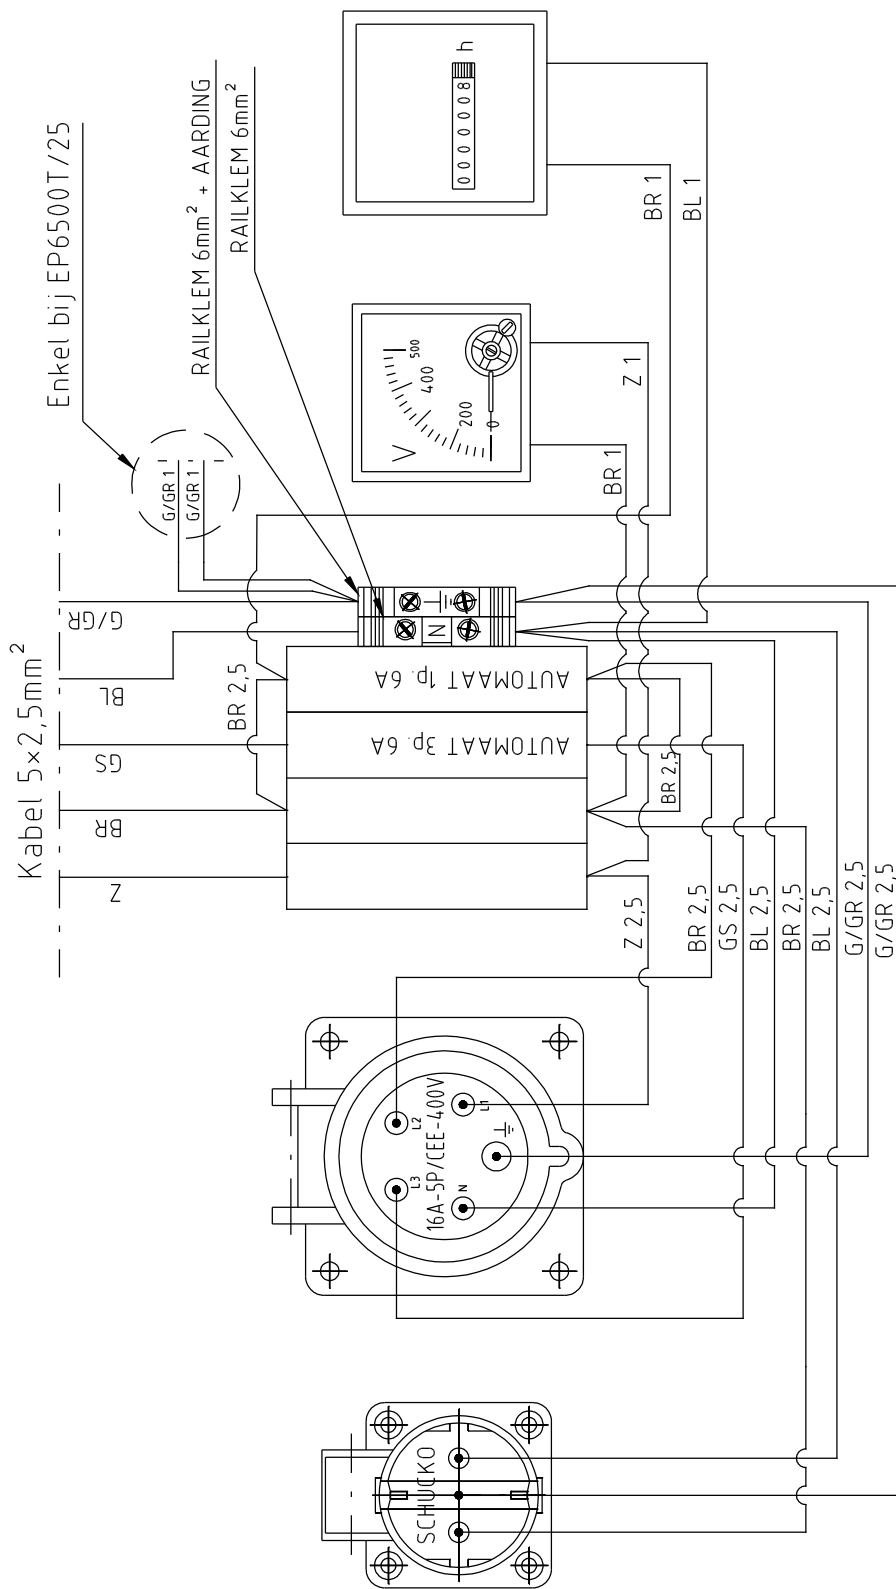 Kabel 5x2,5mm²
Enkel bij EP6500T/25
RAILKLEM 6mm² + AARDING
RAILKLEM 6mm²
G/GR 1
G/GR 1
Z
BR
GS
BL
G/GR
BR 2,5
AUTOMAAT 3p. 6A
AUTOMAAT 1p. 6A
N
V
0
200
400
500
0000008
h
BR 1
Z 1
BR 1
BL 1
BR 2,5
Z 2,5
BR 2,5
GS 2,5
BL 2,5
BR 2,5
BL 2,5
G/GR 2,5
G/GR 2,5
16A-5P/CEE-400V
L3
L2
N
L1
SCHUCKO